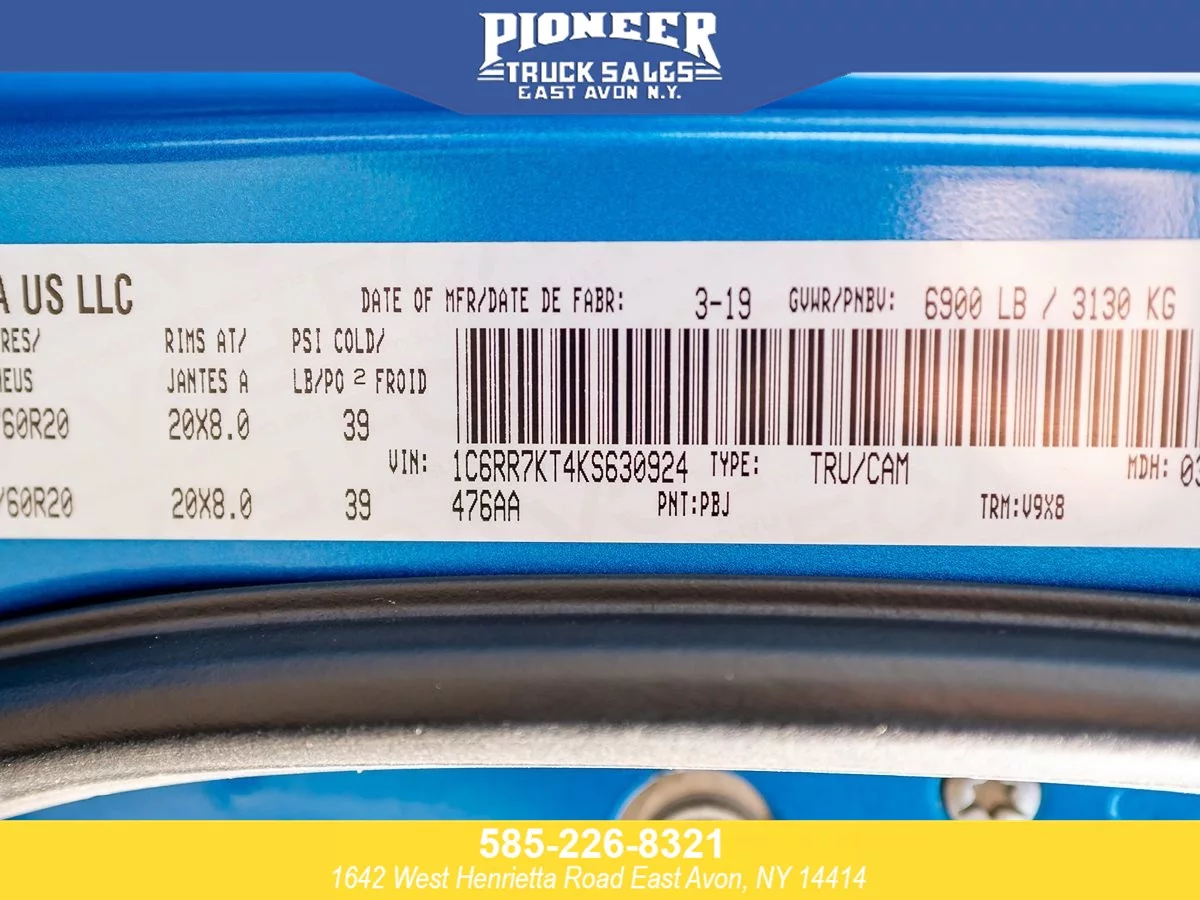 PIONEER
TRUCK SALES
EAST AVON N.Y.
A US LLC
DATE OF MFR/DATE DE FABR: 3-19 GVWR/PNBV: 6900 LB / 3130 KG
RES/ RIMS AT/ PSI COLD/
EUS JANTES A LB/PO 2 FROID
/60R20 20X8.0 39
VIN: 1C6RR7KT4KS630924 TYPE: TRU/CAM MDH: 03
/60R20 20X8.0 39 476AA PNT:PBJ TRM:V9X8
585-226-8321
1642 West Henrietta Road East Avon, NY 14414